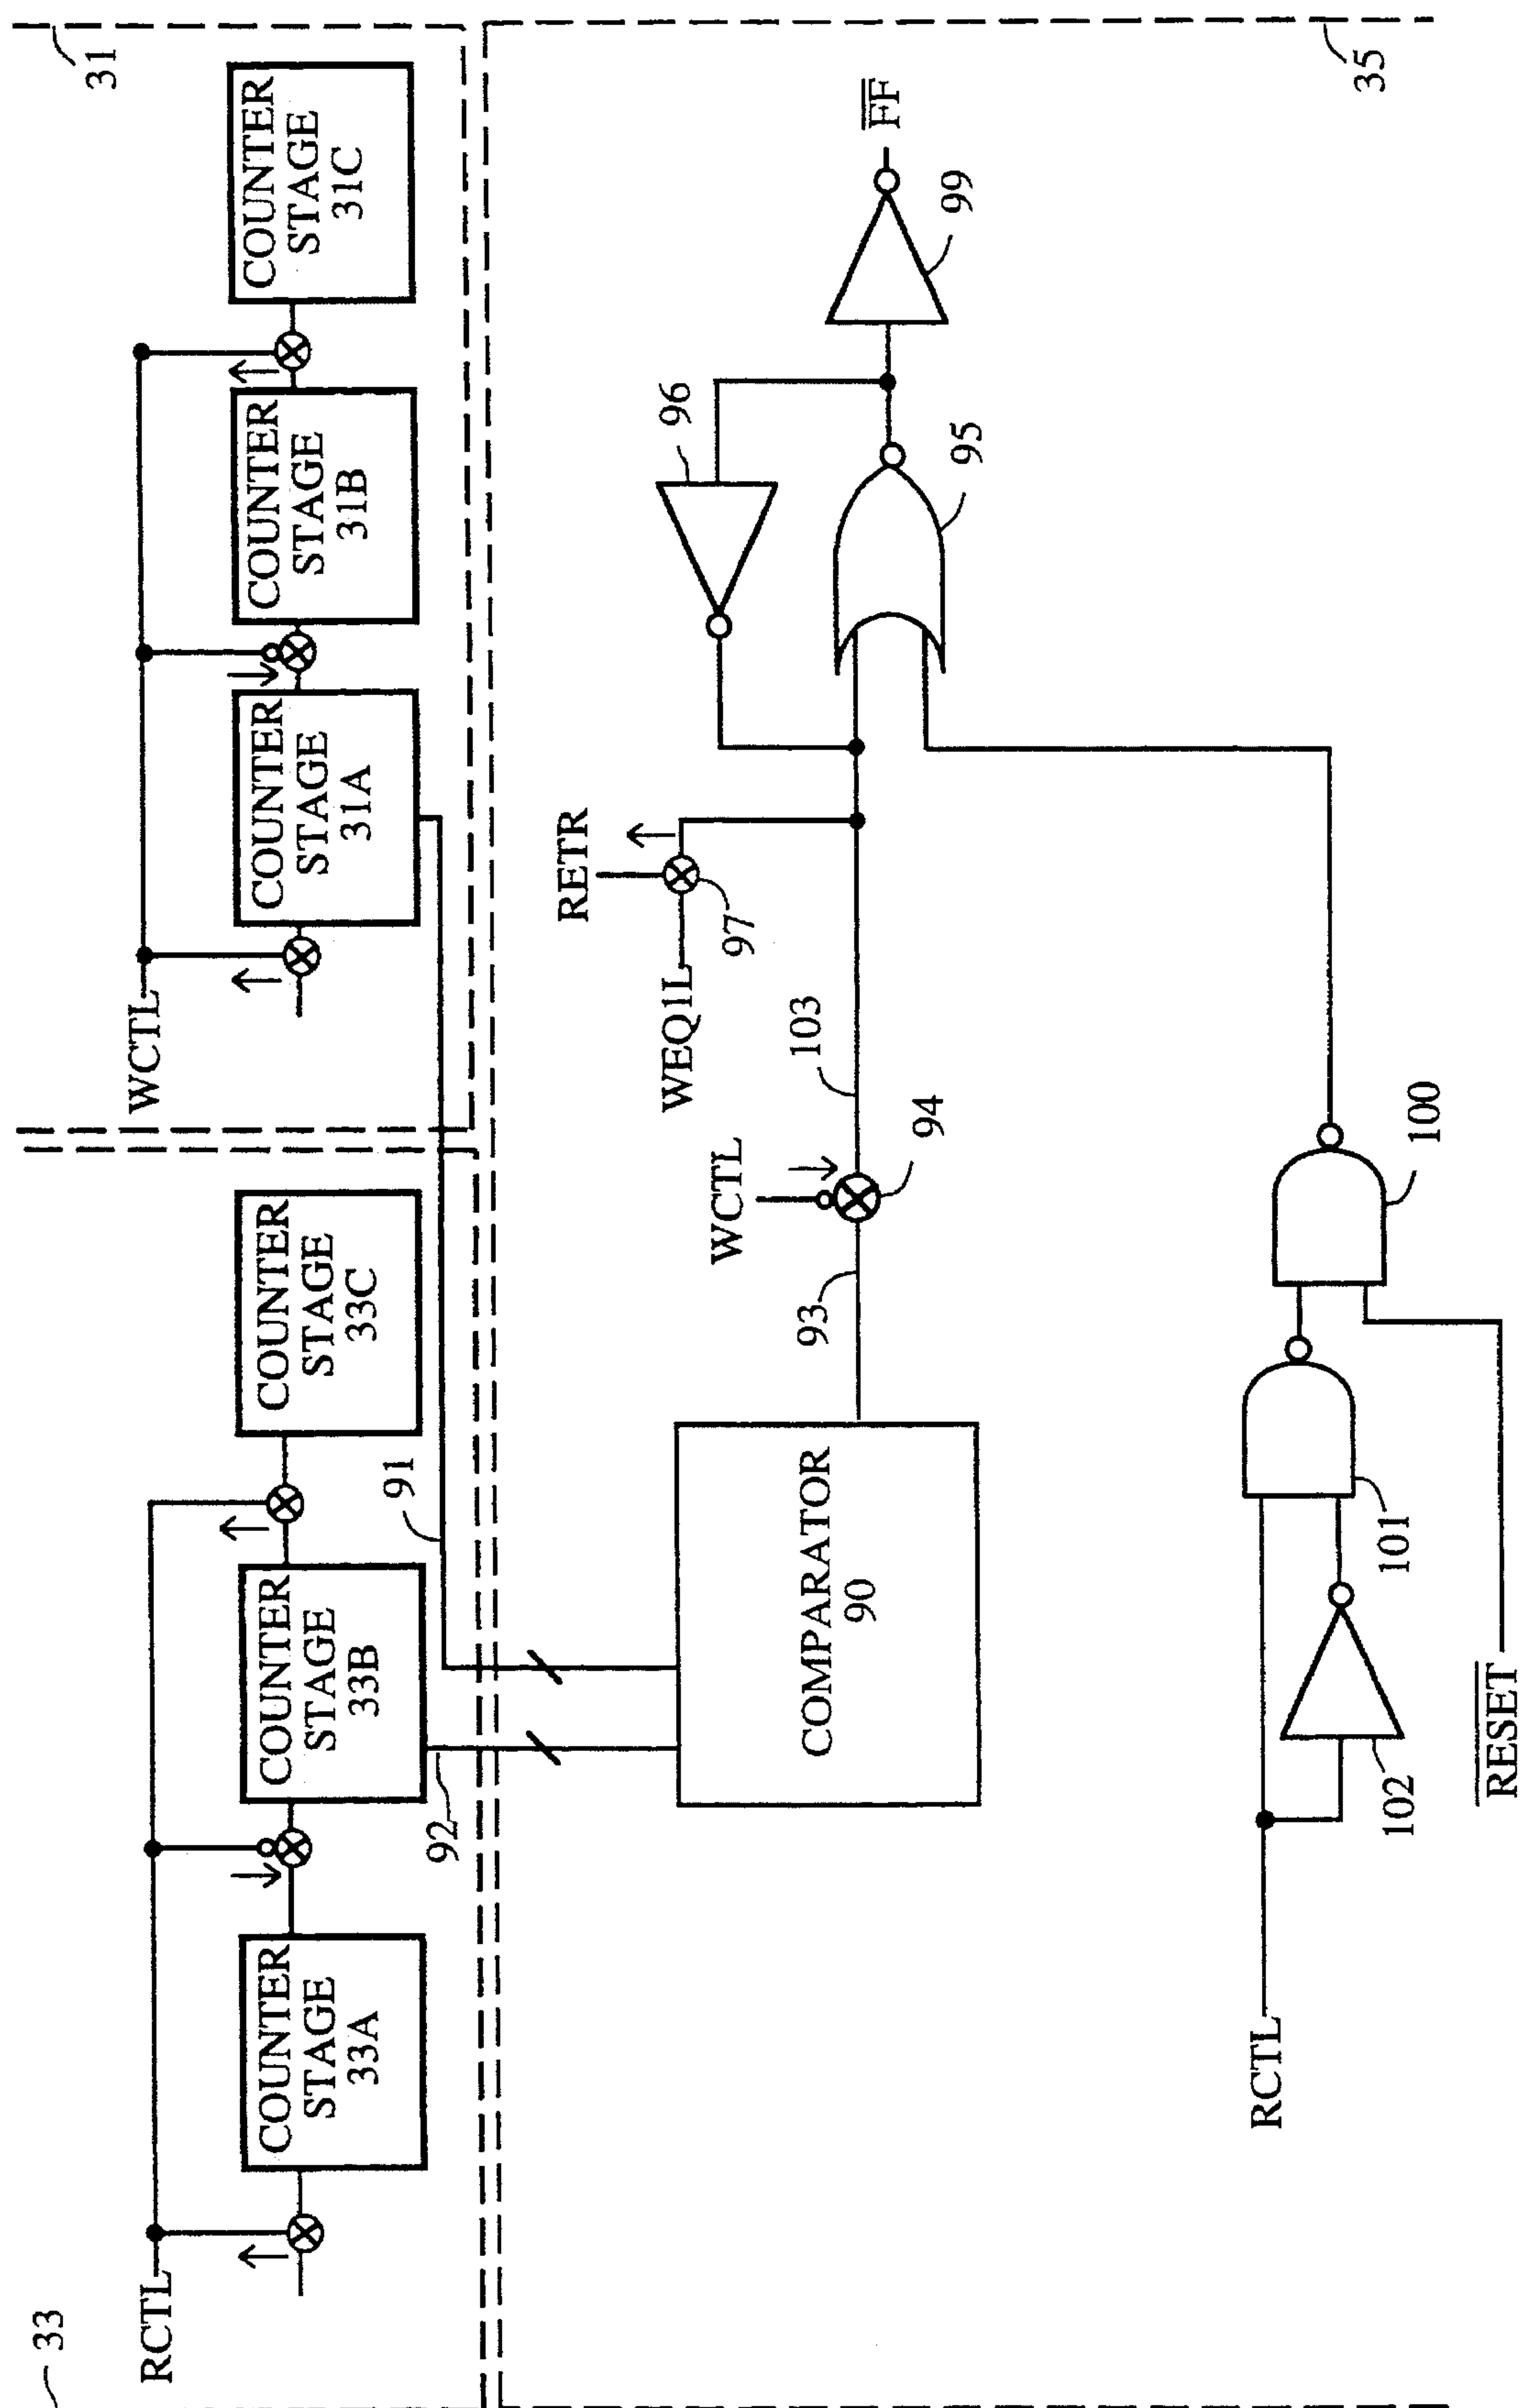 33
RCTL
COUNTER
STAGE
33A
COUNTER
STAGE
33B
COUNTER
STAGE
33C
92
91
31
WCTL
COUNTER
STAGE
31A
COUNTER
STAGE
31B
COUNTER
STAGE
31C
35
COMPARATOR
90
93
WCTL
94
103
WEQ1L
RETR
97
96
95
99
F̅F̅
RCTL
102
101
R̅E̅S̅E̅T̅
100